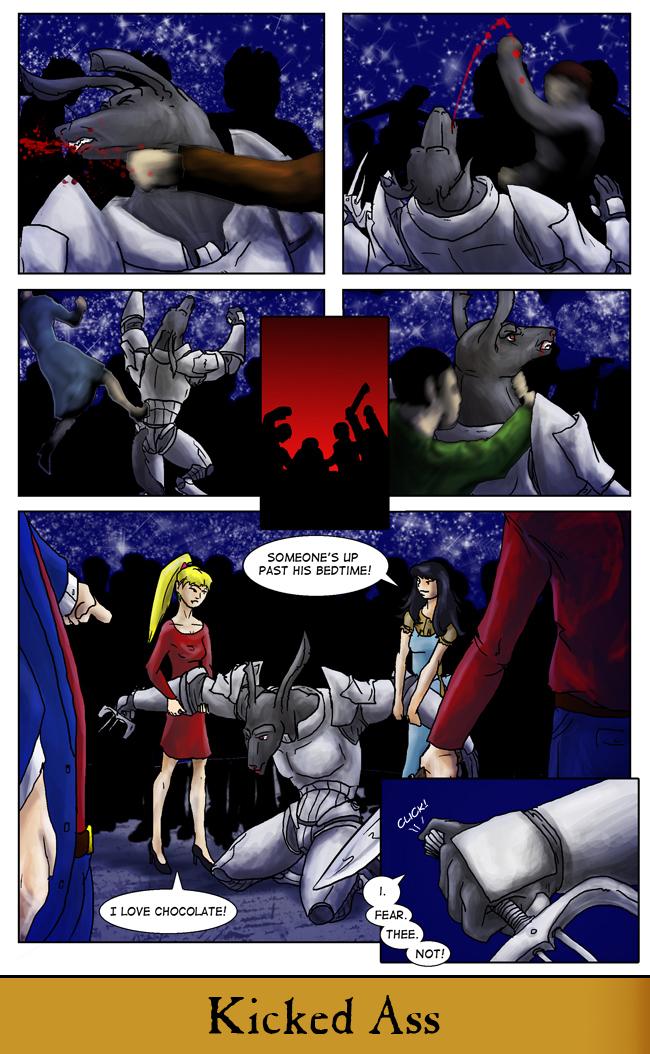 SOMEONE'S UP
PAST HIS BEDTIME!
I LOVE CHOCOLATE!
CLICK!
I.
FEAR.
THEE.
NOT!
Kicked Ass